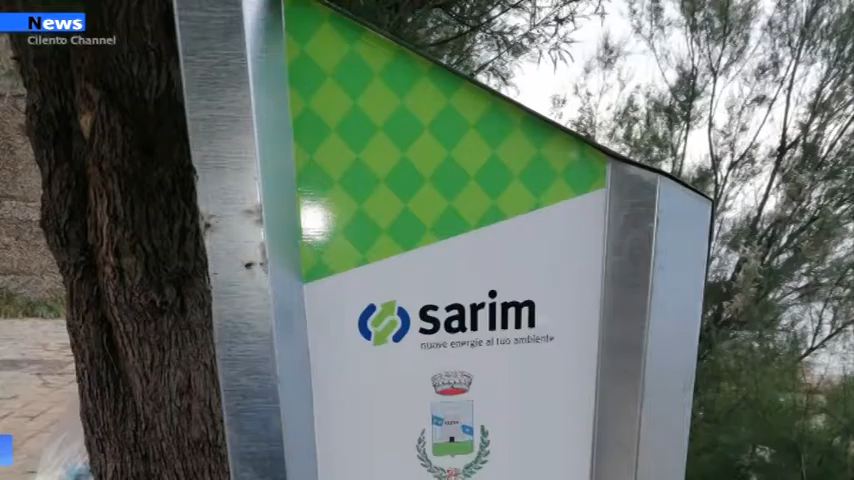 News
Cilento Channel
sarim
nuove energie al tuo ambiente